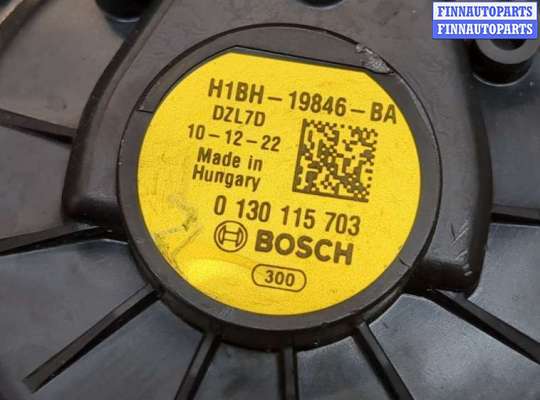 FINNAUTOPARTS
FINNAUTOPARTS
H1BH-19846-BA
DZL7D
10-12-22
Made in
Hungary
0 130 115 703
BOSCH
300